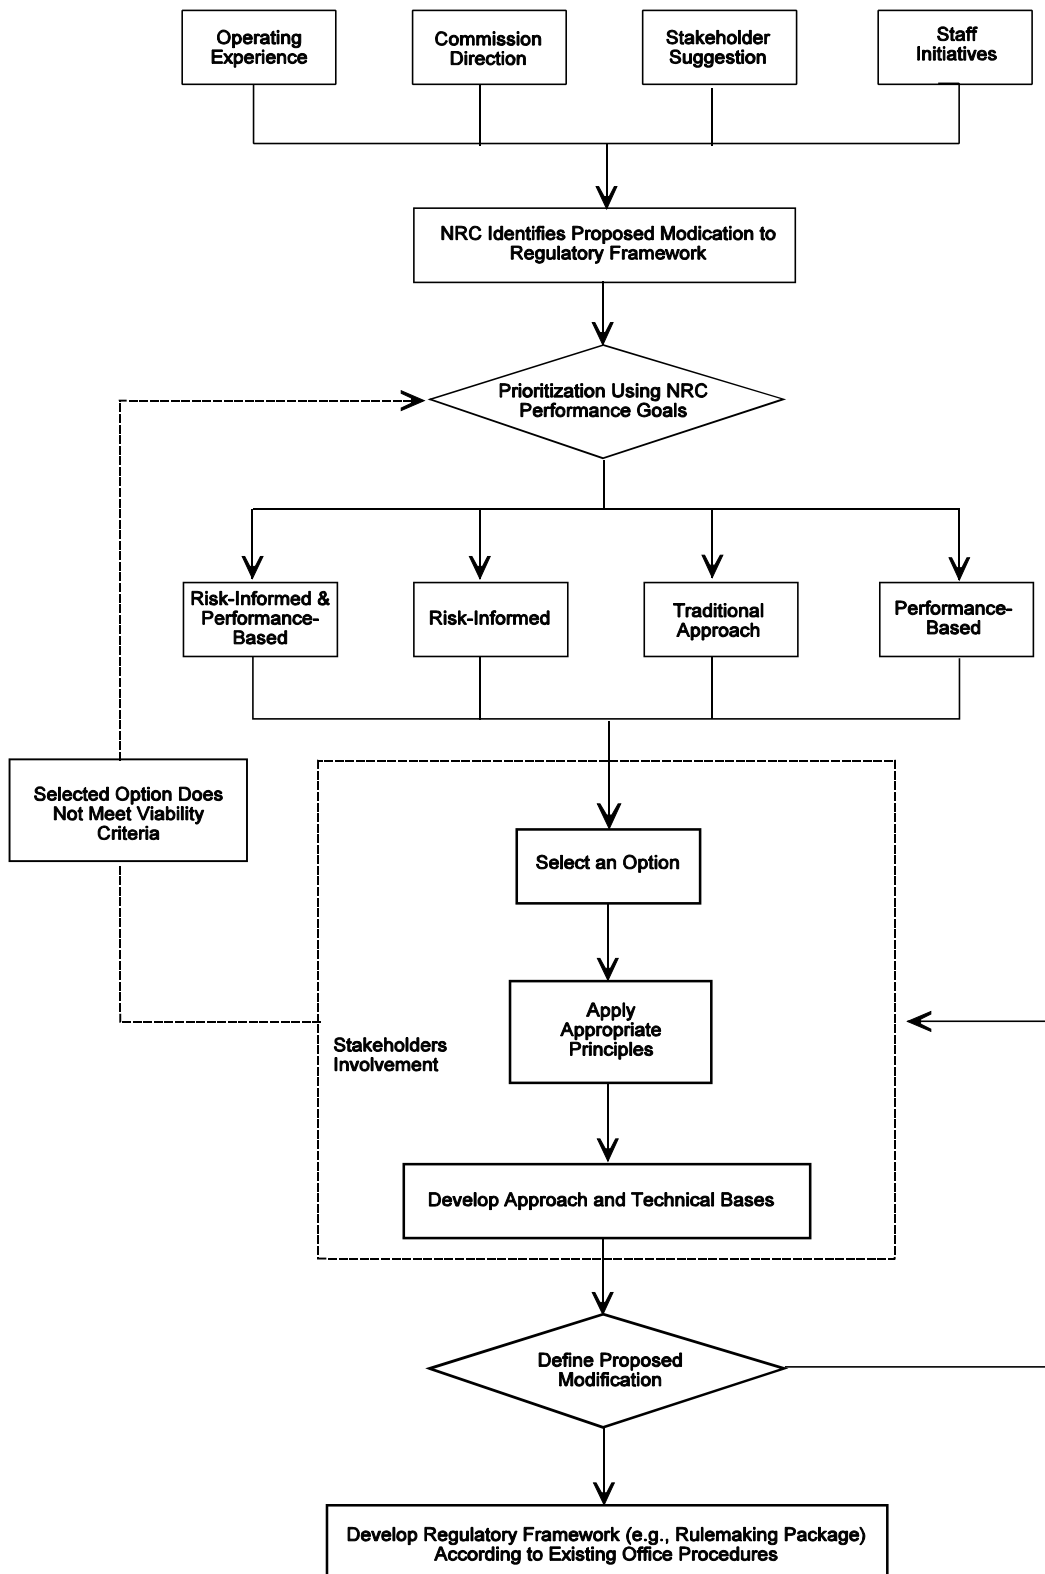 Operating
Experience
Commission
Direction
Stakeholder
Suggestion
Staff
Initiatives
NRC Identifies Proposed Modication to
Regulatory Framework
Prioritization Using NRC
Performance Goals
Risk-Informed &
Performance-
Based
Risk-Informed
Traditional
Approach
Performance-
Based
Selected Option Does
Not Meet Viability
Criteria
Select an Option
Apply
Appropriate
Principles
Stakeholders
Involvement
Develop Approach and Technical Bases
Define Proposed
Modification
Develop Regulatory Framework (e.g., Rulemaking Package)
According to Existing Office Procedures